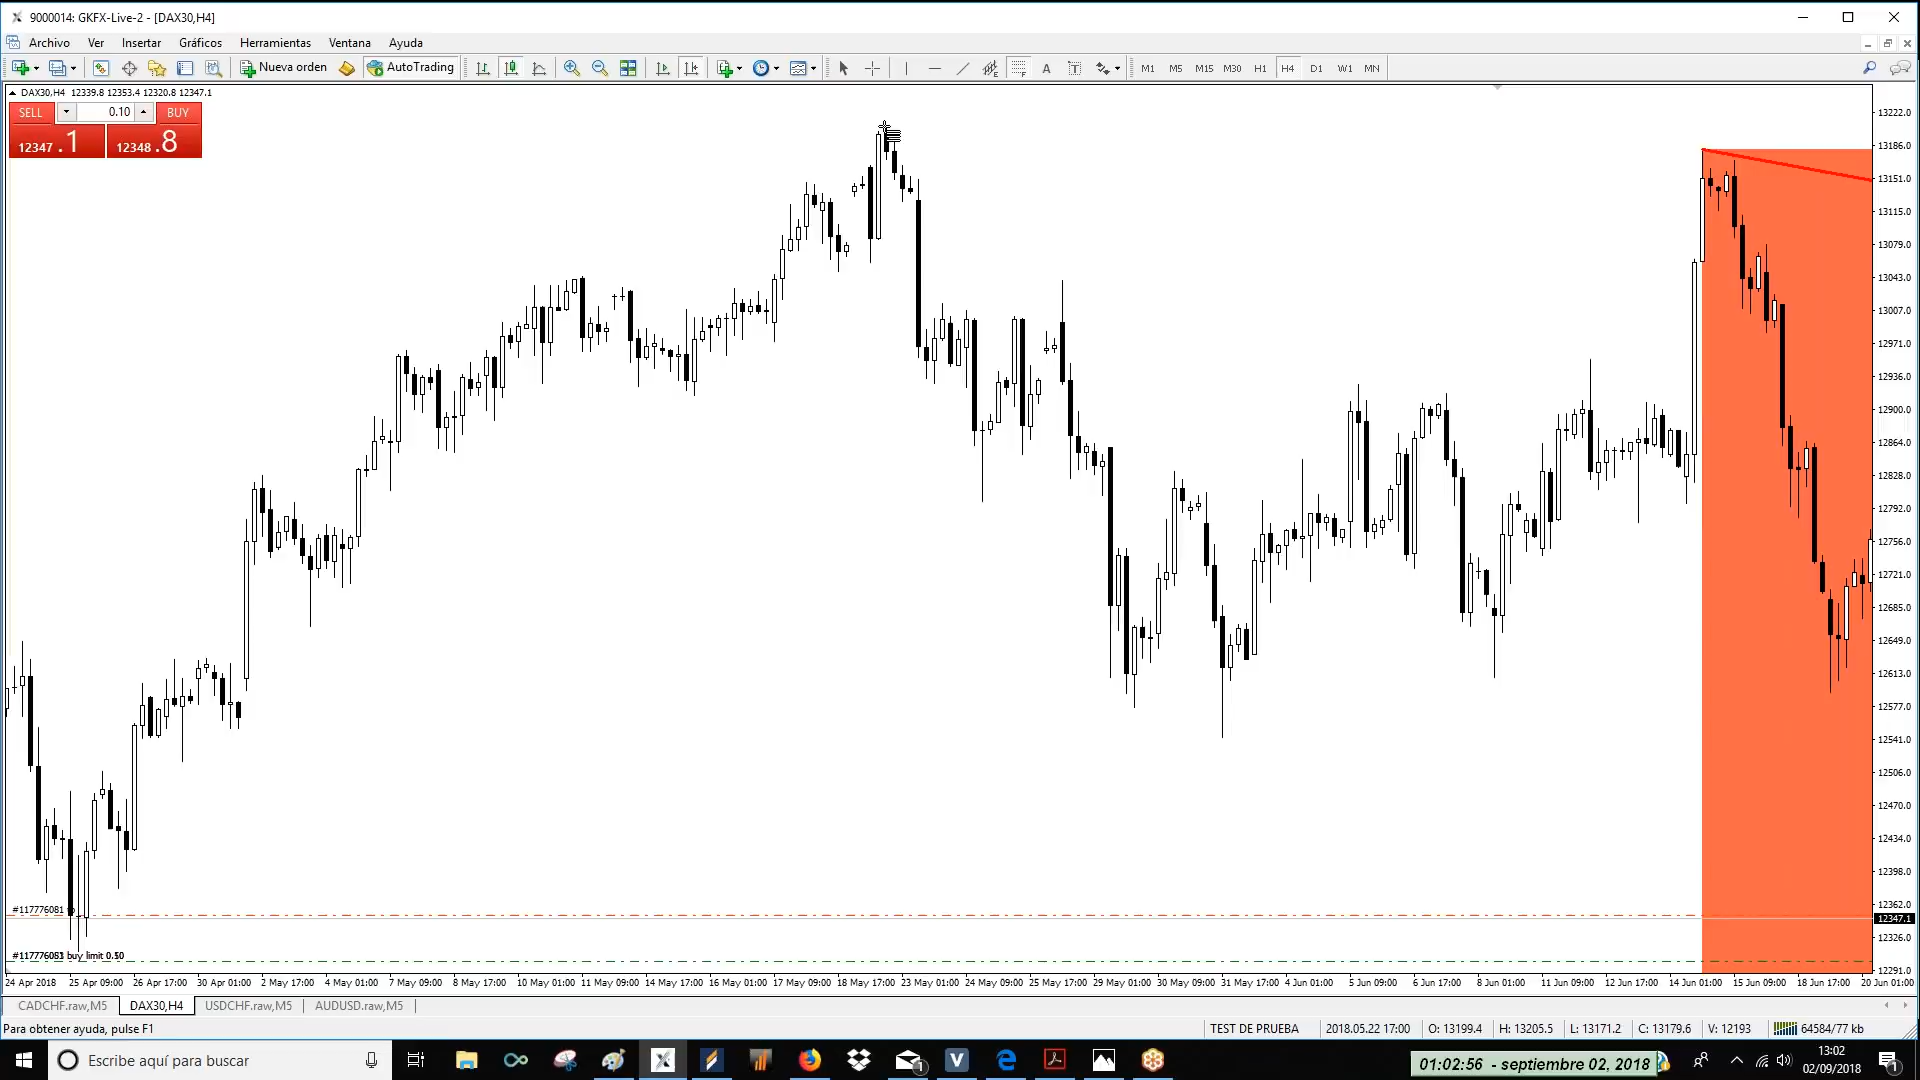 9000014: GKFX-Live-2 - [DAX30,H4]
Archivo Ver Insertar Gráficos Herramientas Ventana Ayuda
Nueva orden AutoTrading A T M1 M5 M15 M30 H1 H4 D1 W1 MN
DAX30,H4 12339.8 12353.4 12320.8 12347.1
SELL 0.10 BUY
12347.1 12348.8
13222.0
13186.0
13151.0
13115.0
13079.0
13043.0
13007.0
12971.0
12936.0
12900.0
12864.0
12828.0
12792.0
12756.0
12721.0
12685.0
12649.0
12613.0
12577.0
12541.0
12506.0
12470.0
12434.0
12398.0
12362.0
12347.1
12326.0
12291.0
#117776081
buy limit 0.50
24 Apr 2018 25 Apr 09:00 26 Apr 17:00 30 Apr 01:00 2 May 17:00 4 May 01:00 7 May 09:00 8 May 17:00 10 May 01:00 11 May 09:00 14 May 17:00 16 May 01:00 17 May 09:00 18 May 17:00 23 May 01:00 24 May 09:00 25 May 17:00 29 May 01:00 30 May 09:00 31 May 17:00 4 Jun 01:00 5 Jun 09:00 6 Jun 17:00 8 Jun 01:00 11 Jun 09:00 12 Jun 17:00 14 Jun 01:00 15 Jun 09:00 18 Jun 17:00 20 Jun 01:00
CADCHF.raw,M5 DAX30,H4 USDCHF.raw,M5 AUDUSD.raw,M5
Para obtener ayuda, pulse F1 TEST DE PRUEBA 2018.05.22 17:00 O: 13199.4 H: 13205.5 L: 13171.2 C: 13179.6 V: 12193 64584/77 kb
Escribe aquí para buscar
01:02:56 - septiembre 02, 2018
13:02
02/09/2018